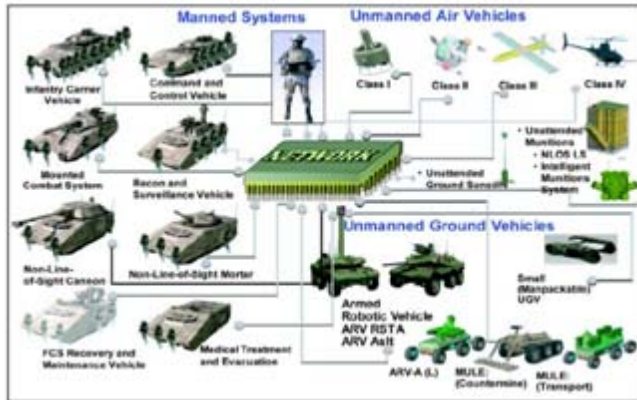 Manned Systems
Unmanned Air Vehicles
Infantry Carrier
Vehicle
Command and
Control Vehicle
Class I
Class II
Class III
Class IV
Mounted
Combat System
Recon and
Surveillance Vehicle
NETWORK
• Unattended
Ground Sensors
• Unattended
Munitions
• NLOS LS
• Intelligent
Munitions
System
Non-Line-
of-Sight Cannon
Non-Line-of-Sight Mortar
Unmanned Ground Vehicles
Small
(Manpackable)
UGV
Armed
Robotic Vehicle
ARV RSTA
ARV Aslt
FCS Recovery and
Maintenance Vehicle
Medical Treatment
and Evacuation
ARV-A (L)
MULE:
(Countermine)
MULE:
(Transport)